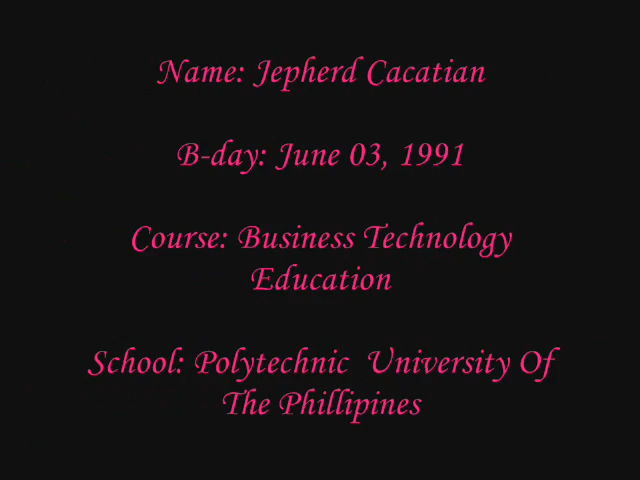 Name: Jepherd Cacatian
B-day: June 03, 1991
Course: Business Technology
Education
School: Polytechnic University Of
The Phillipines